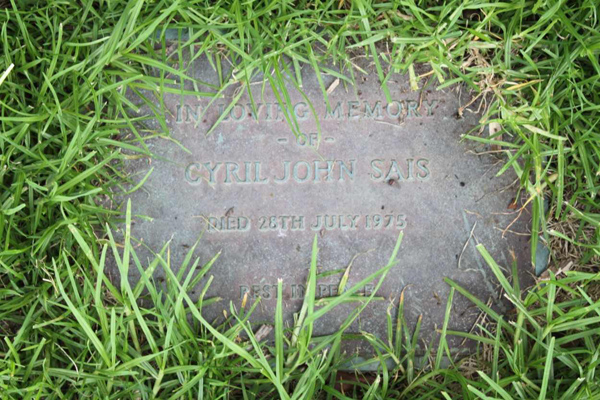 IN LOVING MEMORY
- OF -
CYRIL JOHN SAIS
DIED 28TH JULY 1975
REST IN PEACE